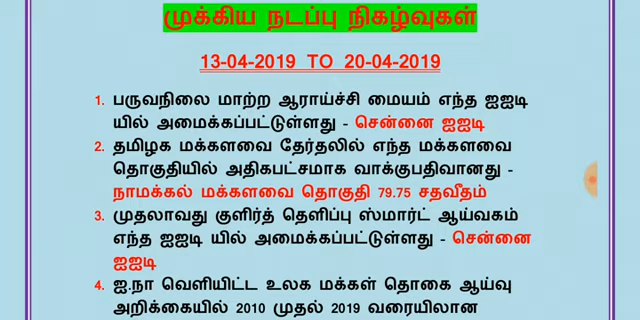 முக்கிய நடப்பு நிகழ்வுகள்
13-04-2019 TO 20-04-2019
1. பருவநிலை மாற்ற ஆராய்ச்சி மையம் எந்த ஐஐடி
யில் அமைக்கப்பட்டுள்ளது - சென்னை ஐஐடி
2. தமிழக மக்களவை தேர்தலில் எந்த மக்களவை
தொகுதியில் அதிகபட்சமாக வாக்குபதிவானது -
நாமக்கல் மக்களவை தொகுதி 79.75 சதவீதம்
3. முதலாவது குளிர்த் தெளிப்பு ஸ்மார்ட் ஆய்வகம்
எந்த ஐஐடி யில் அமைக்கப்பட்டுள்ளது - சென்னை
ஐஐடி
4. ஐ.நா வெளியிட்ட உலக மக்கள் தொகை ஆய்வு
அறிக்கையில் 2010 முதல் 2019 வரையிலான